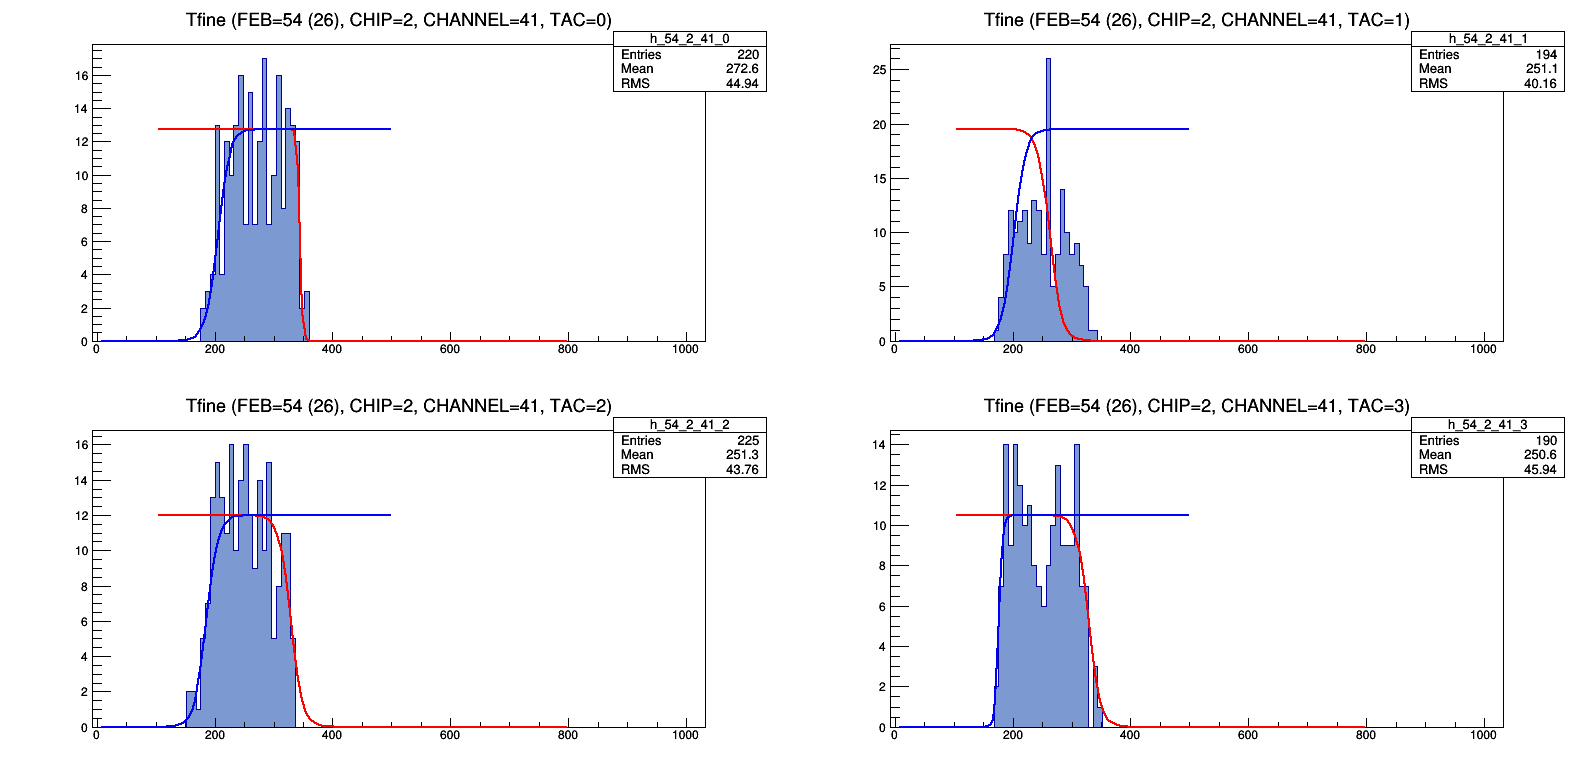 Tfine (FEB=54 (26), CHIP=2, CHANNEL=41, TAC=0)
h_54_2_41_0
Entries 220
Mean 272.6
RMS 44.94
16
14
12
10
8
6
4
2
0
0 200 400 600 800 1000
Tfine (FEB=54 (26), CHIP=2, CHANNEL=41, TAC=1)
h_54_2_41_1
Entries 194
Mean 251.1
RMS 40.16
25
20
15
10
5
0
0 200 400 600 800 1000
Tfine (FEB=54 (26), CHIP=2, CHANNEL=41, TAC=2)
h_54_2_41_2
Entries 225
Mean 251.3
RMS 43.76
16
14
12
10
8
6
4
2
0
0 200 400 600 800 1000
Tfine (FEB=54 (26), CHIP=2, CHANNEL=41, TAC=3)
h_54_2_41_3
Entries 190
Mean 250.6
RMS 45.94
14
12
10
8
6
4
2
0
0 200 400 600 800 1000